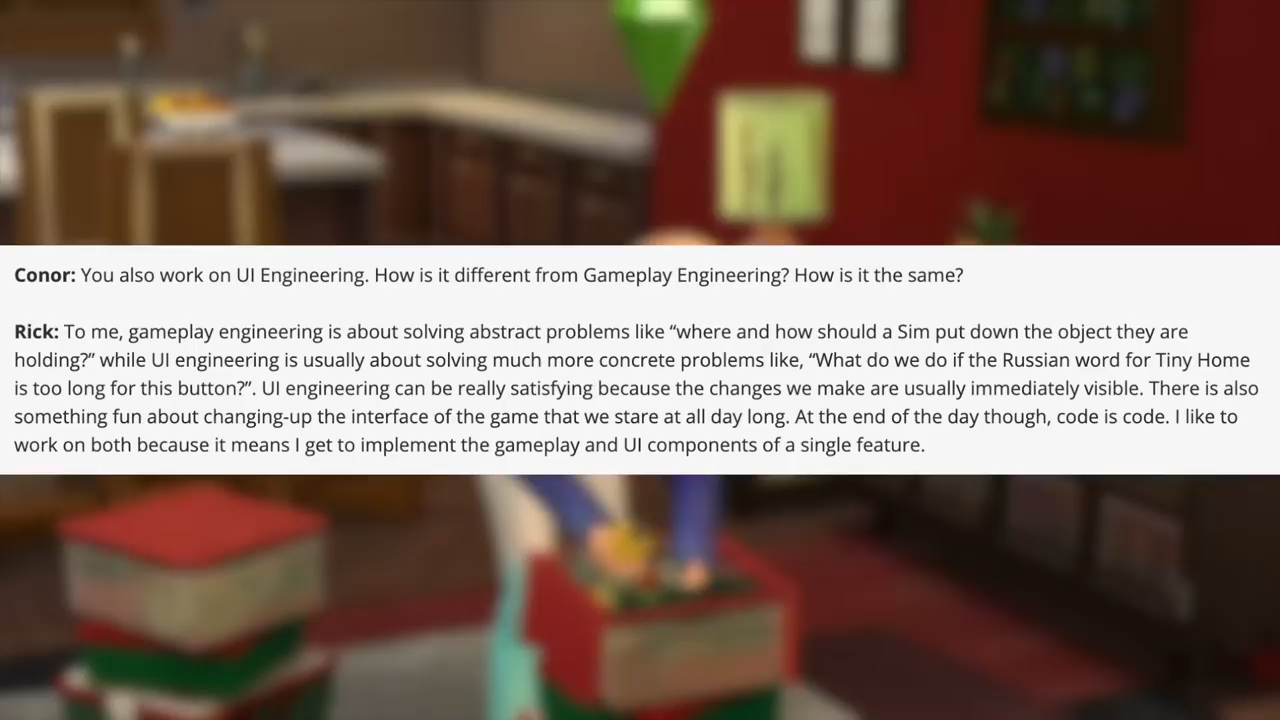 Conor: You also work on UI Engineering. How is it different from Gameplay Engineering? How is it the same?
Rick: To me, gameplay engineering is about solving abstract problems like “where and how should a Sim put down the object they are
holding?” while UI engineering is usually about solving much more concrete problems like, “What do we do if the Russian word for Tiny Home
is too long for this button?”. UI engineering can be really satisfying because the changes we make are usually immediately visible. There is also
something fun about changing-up the interface of the game that we stare at all day long. At the end of the day though, code is code. I like to
work on both because it means I get to implement the gameplay and UI components of a single feature.